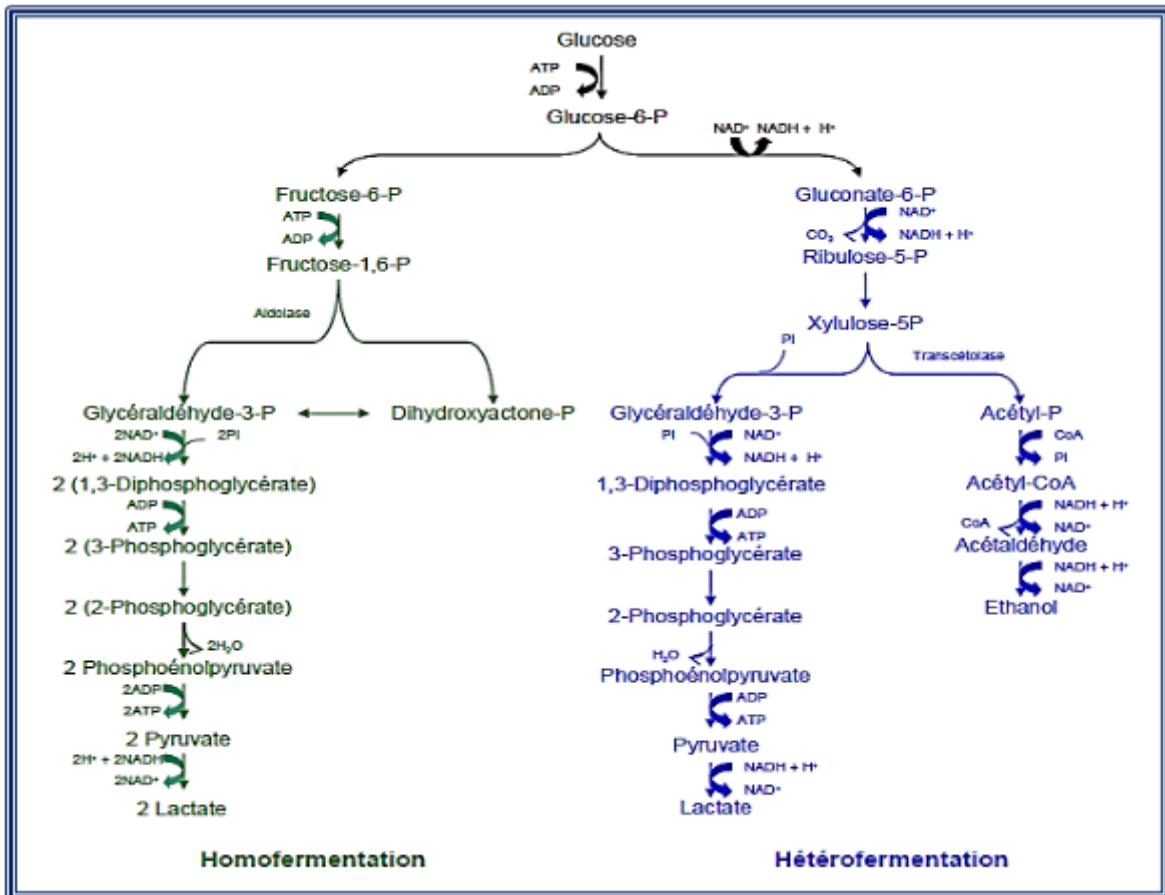 Glucose
ATP
ADP
Glucose-6-P
NAD⁺ NADH + H⁺
Fructose-6-P
ATP
ADP
Fructose-1,6-P
Aldolase
Glycéraldéhyde-3-P
Dihydroxyactone-P
2NAD⁺
2PI
2H⁺ + 2NADH
2 (1,3-Diphosphoglycérate)
ADP
ATP
2 (3-Phosphoglycérate)
2 (2-Phosphoglycérate)
2H₂O
2 Phosphoénolpyruvate
2ADP
2ATP
2 Pyruvate
2H⁺ + 2NADH
2NAD⁺
2 Lactate
Homofermentation
Gluconate-6-P
NAD⁺
CO₂
NADH + H⁺
Ribulose-5-P
Xylulose-5P
PI
Transcétolase
Glycéraldéhyde-3-P
PI
NAD⁺
NADH + H⁺
1,3-Diphosphoglycérate
ADP
ATP
3-Phosphoglycérate
2-Phosphoglycérate
H₂O
Phosphoénolpyruvate
ADP
ATP
Pyruvate
NADH + H⁺
NAD⁺
Lactate
Acétyl-P
CoA
PI
Acétyl-CoA
NADH + H⁺
CoA
NAD⁺
Acétaldéhyde
NADH + H⁺
NAD⁺
Ethanol
Hétérofermentation